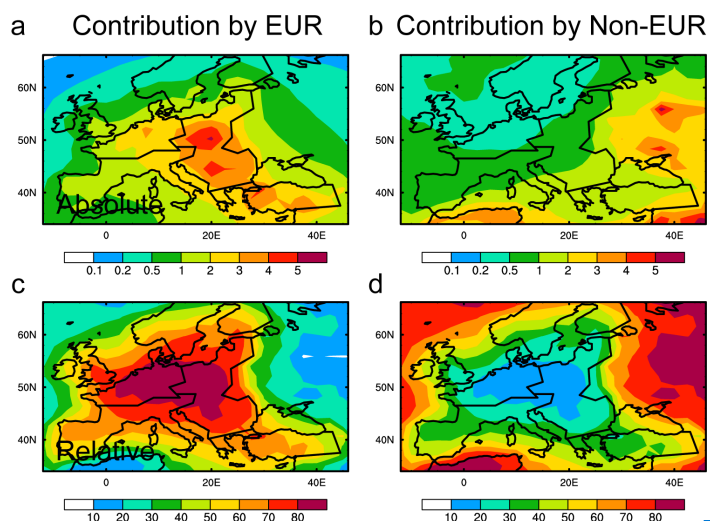 a Contribution by EUR
b Contribution by Non-EUR
60N
50N
40N
Absolute
0 20E 40E
60N
50N
40N
0 20E 40E
0.1 0.2 0.5 1 2 3 4 5
0.1 0.2 0.5 1 2 3 4 5
c
d
60N
50N
40N
Relative
0 20E 40E
60N
50N
40N
0 20E 40E
10 20 30 40 50 60 70 80
10 20 30 40 50 60 70 80